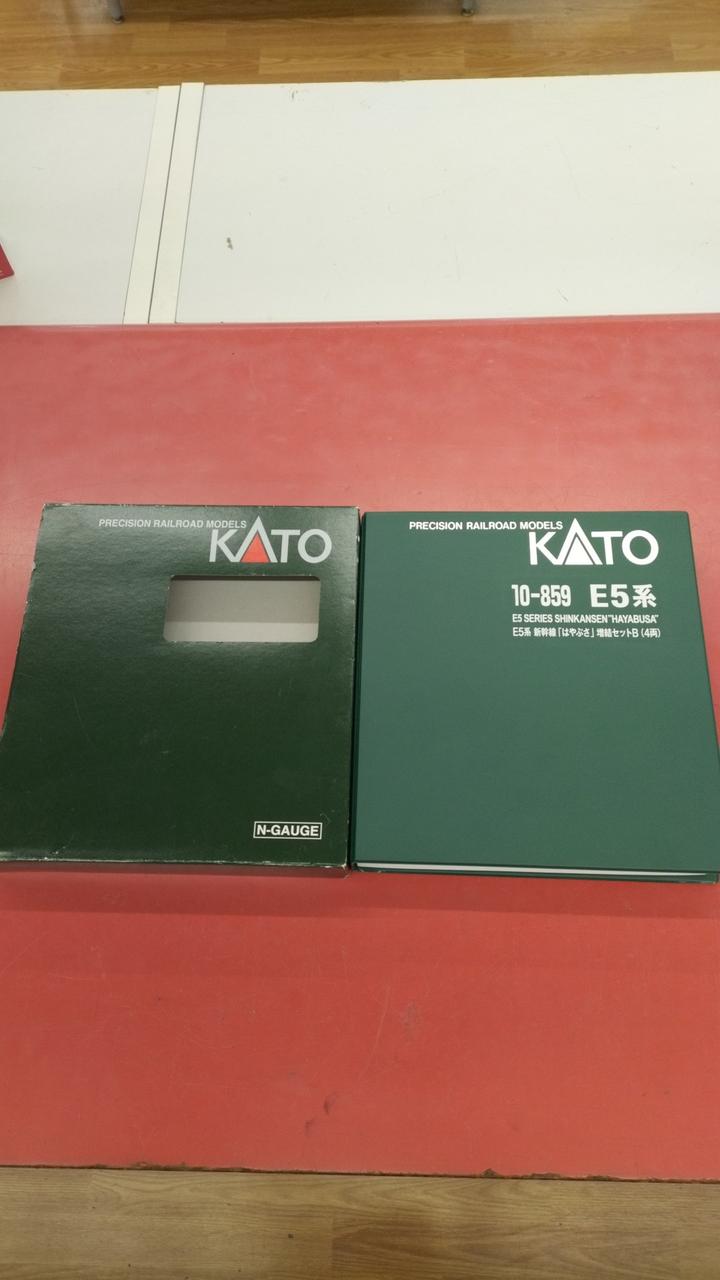 PRECISION RAILROAD MODELS
KATO
N-GAUGE
PRECISION RAILROAD MODELS
KATO
10-859 E5系
E5 SERIES SHINKANSEN "HAYABUSA"
E5系 新幹線「はやぶさ」増結セットB (4両)